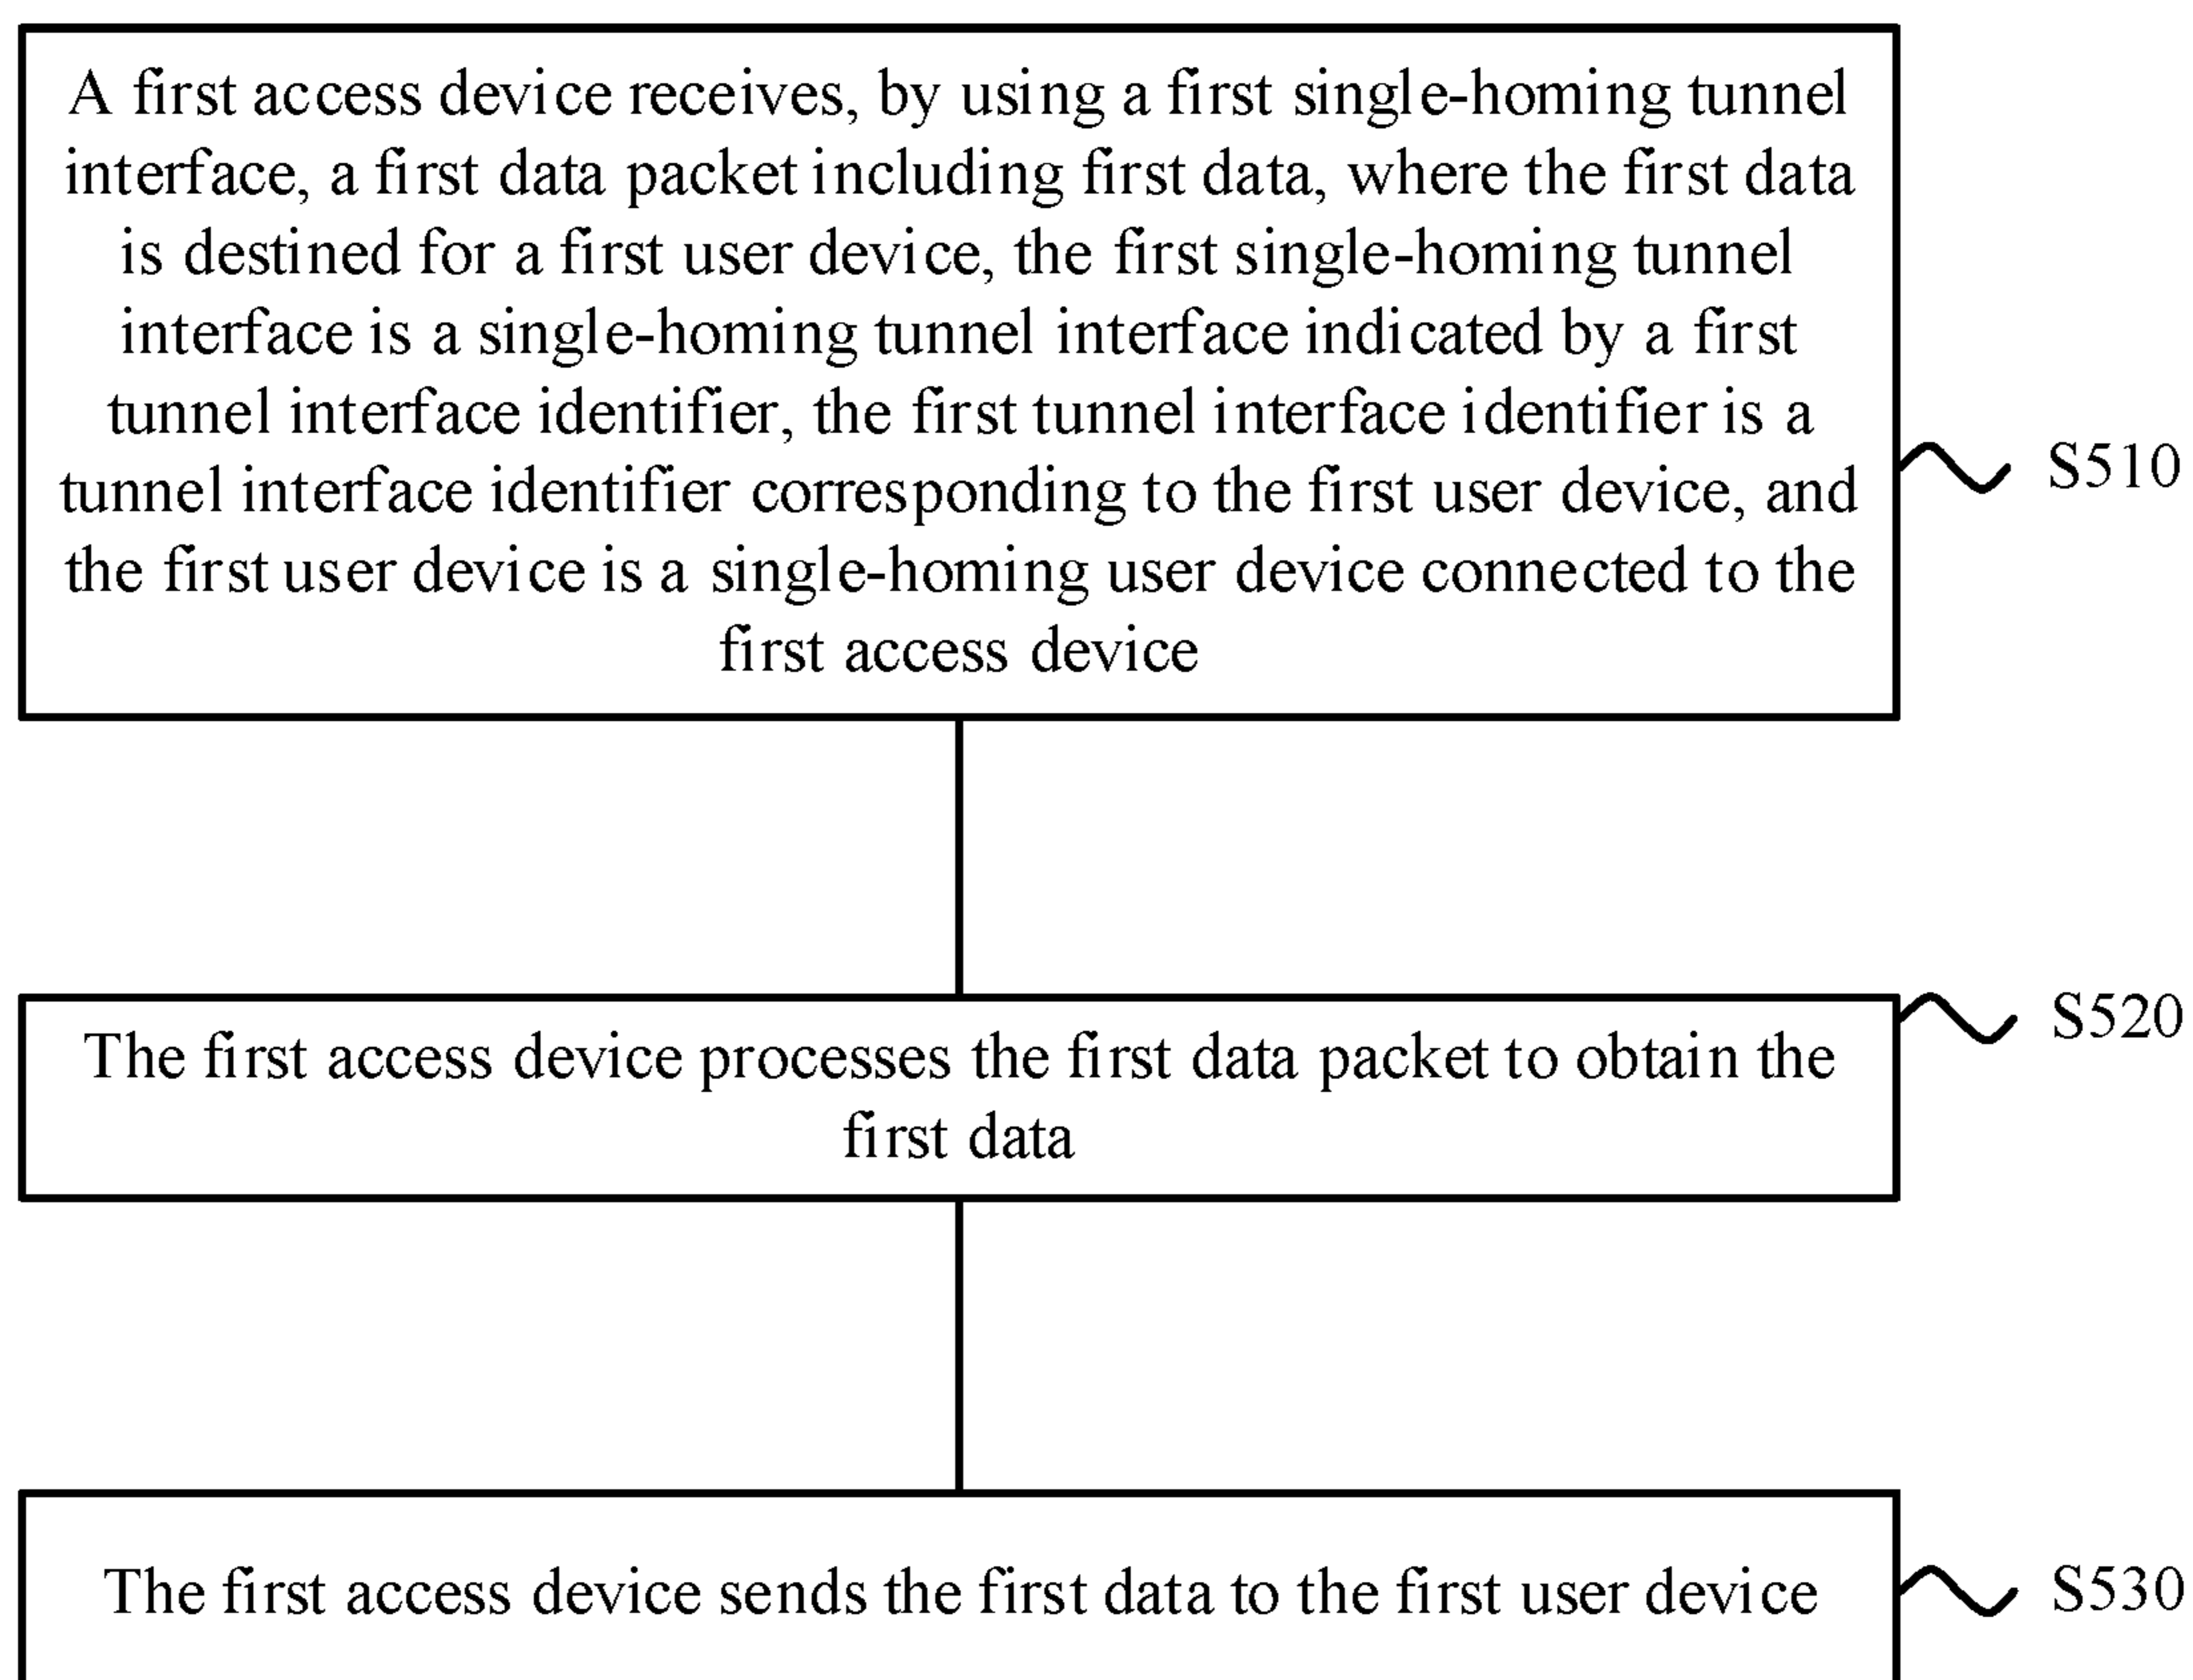 A first access device receives, by using a first single-homing tunnel
interface, a first data packet including first data, where the first data
is destined for a first user device, the first single-homing tunnel
interface is a single-homing tunnel interface indicated by a first
tunnel interface identifier, the first tunnel interface identifier is a
tunnel interface identifier corresponding to the first user device, and
the first user device is a single-homing user device connected to the
first access device
S510
The first access device processes the first data packet to obtain the
first data
S520
The first access device sends the first data to the first user device
S530